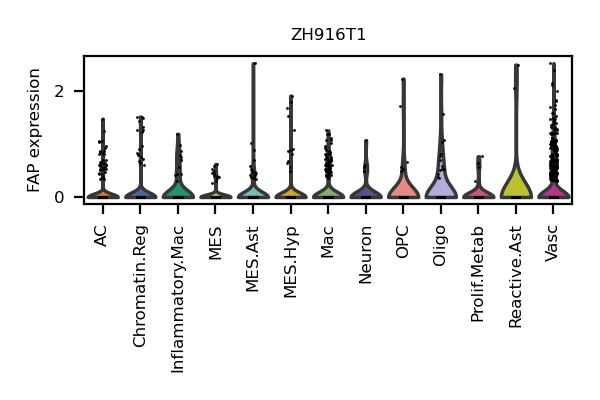 ZH916T1
FAP expression
2
0
AC
Chromatin.Reg
Inflammatory.Mac
MES
MES.Ast
MES.Hyp
Mac
Neuron
OPC
Oligo
Prolif.Metab
Reactive.Ast
Vasc